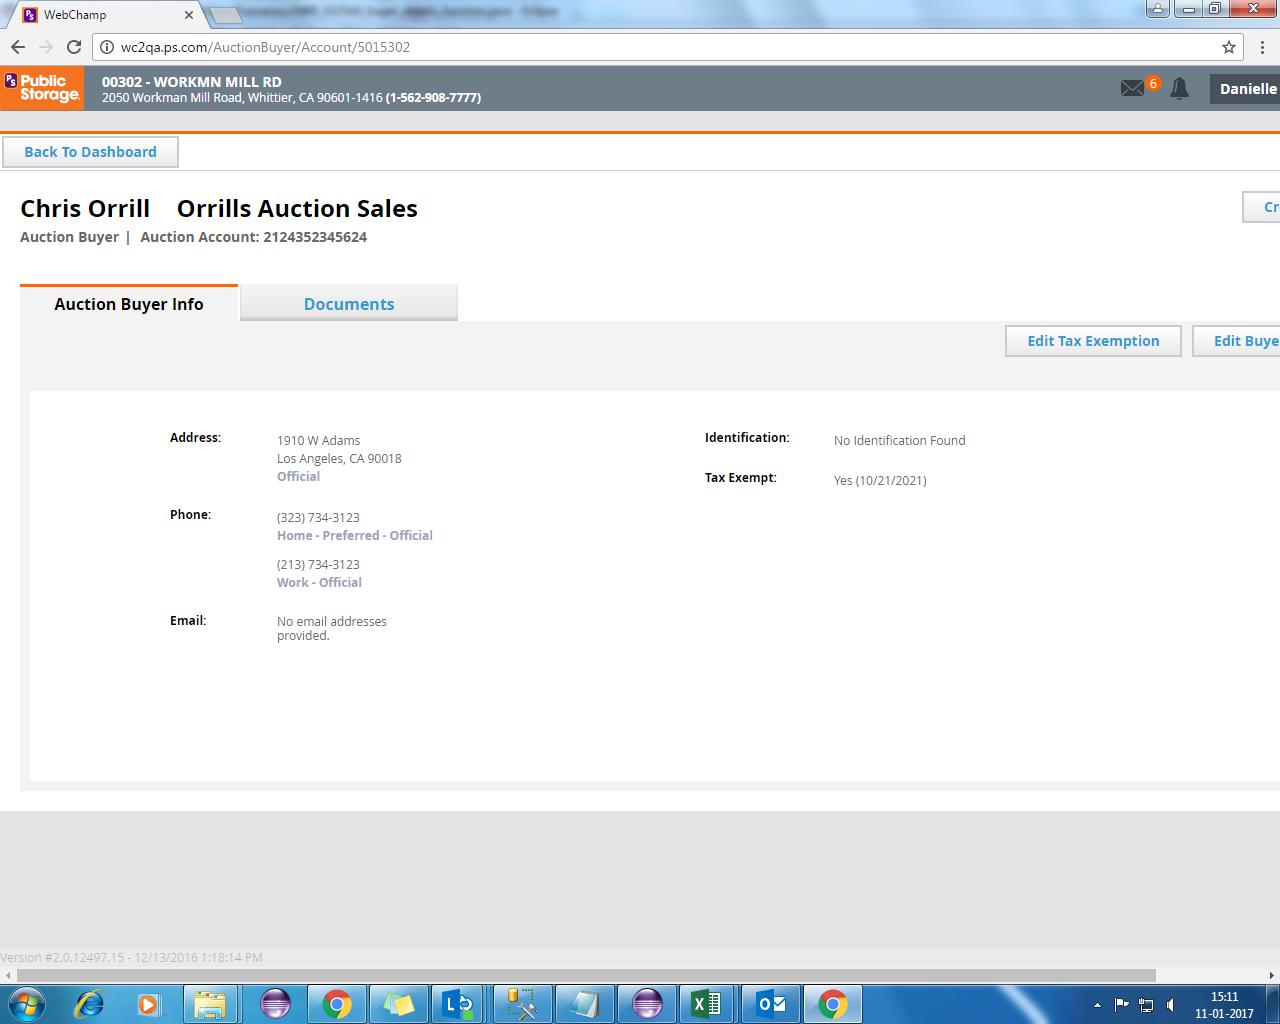 WebChamp
wc2qa.ps.com/AuctionBuyer/Account/5015302
PS Public Storage.
00302 - WORKMN MILL RD
2050 Workman Mill Road, Whittier, CA 90601-1416 (1-562-908-7777)
6
Danielle
Back To Dashboard
Chris Orrill Orrills Auction Sales
Cr
Auction Buyer | Auction Account: 2124352345624
Auction Buyer Info
Documents
Edit Tax Exemption
Edit Buye
Address:
1910 W Adams
Los Angeles, CA 90018
Official
Identification:
No Identification Found
Tax Exempt:
Yes (10/21/2021)
Phone:
(323) 734-3123
Home - Preferred - Official
(213) 734-3123
Work - Official
Email:
No email addresses
provided.
Version #2.0.12497.15 - 12/13/2016 1:18:14 PM
15:11
11-01-2017